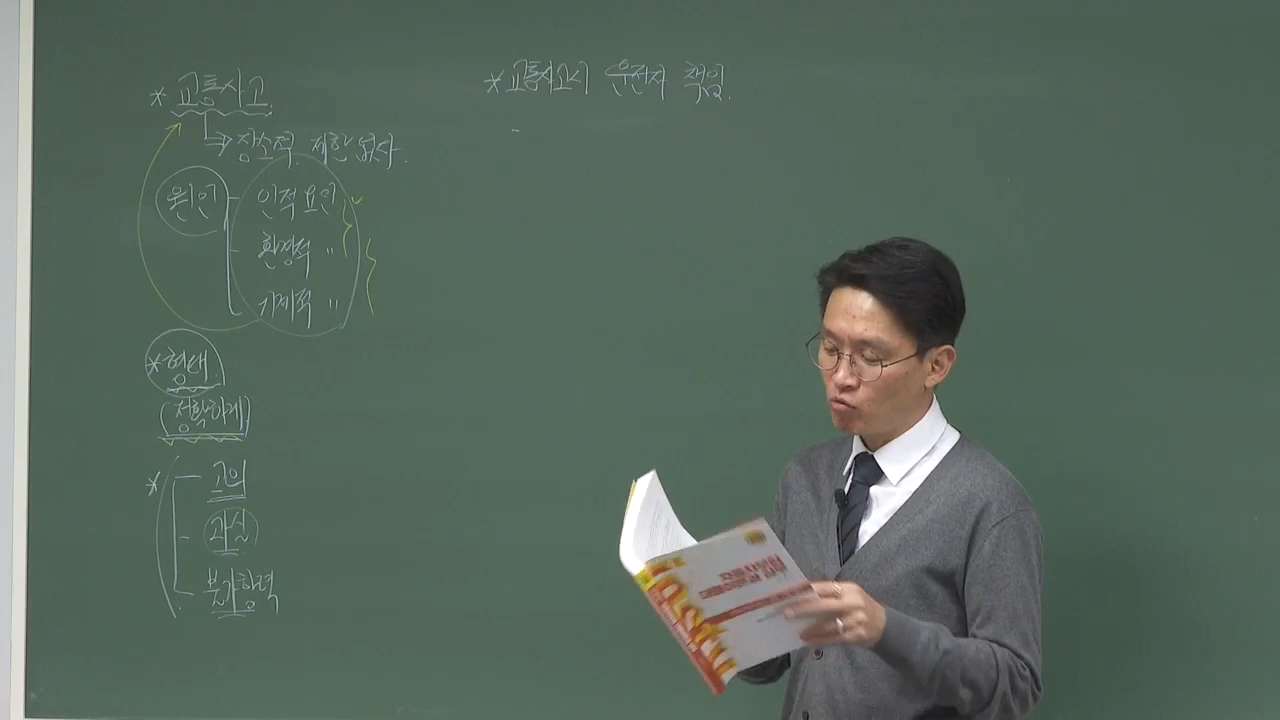 * 교통사고
⇒ 장소적 제한 없다.
원인 - 인적 요인
- 환경적 〃
기계적 〃
* 형태
(정확하게)
* - 고의
- 과실
- 불가항력
* 교통사고시 운전자 책임.
-